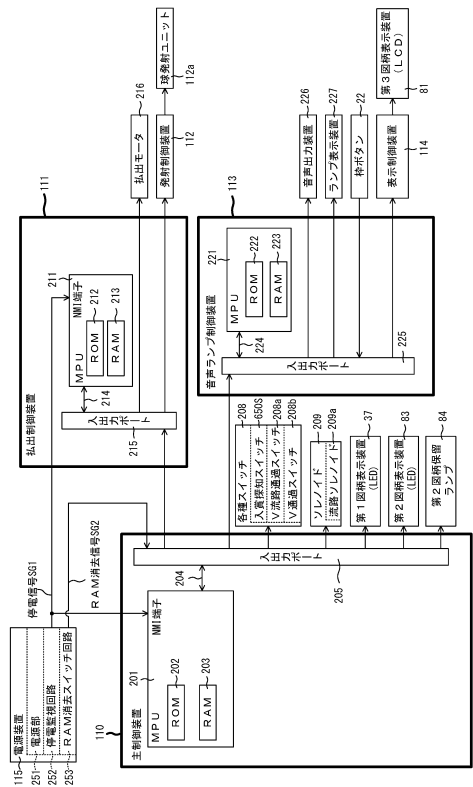 電源装置
電源部
停電監視回路
RAM消去スイッチ回路
115
251
252
253
停電信号SG1
RAM消去信号SG2
払出制御装置
111
215
入出力ポート
214
MPU
NMI端子
211
ROM
212
RAM
213
払出モータ
216
発射制御装置
112
球発射ユニット
112a
110
主制御装置
MPU
201
NMI端子
ROM
202
RAM
203
204
入出力ポート
205
各種スイッチ
208
入賞探知スイッチ
650S
V流路通過スイッチ
208a
V通過スイッチ
208b
ソレノイド
209
流路ソレノイド
209a
第1図柄表示装置
(LED)
37
第2図柄表示装置
(LED)
83
第2図柄保留
ランプ
84
音声ランプ制御装置
113
MPU
221
ROM
222
RAM
223
224
入出力ポート
225
音声出力装置
226
ランプ表示装置
227
枠ボタン
22
表示制御装置
114
第3図柄表示装置
(LCD)
81